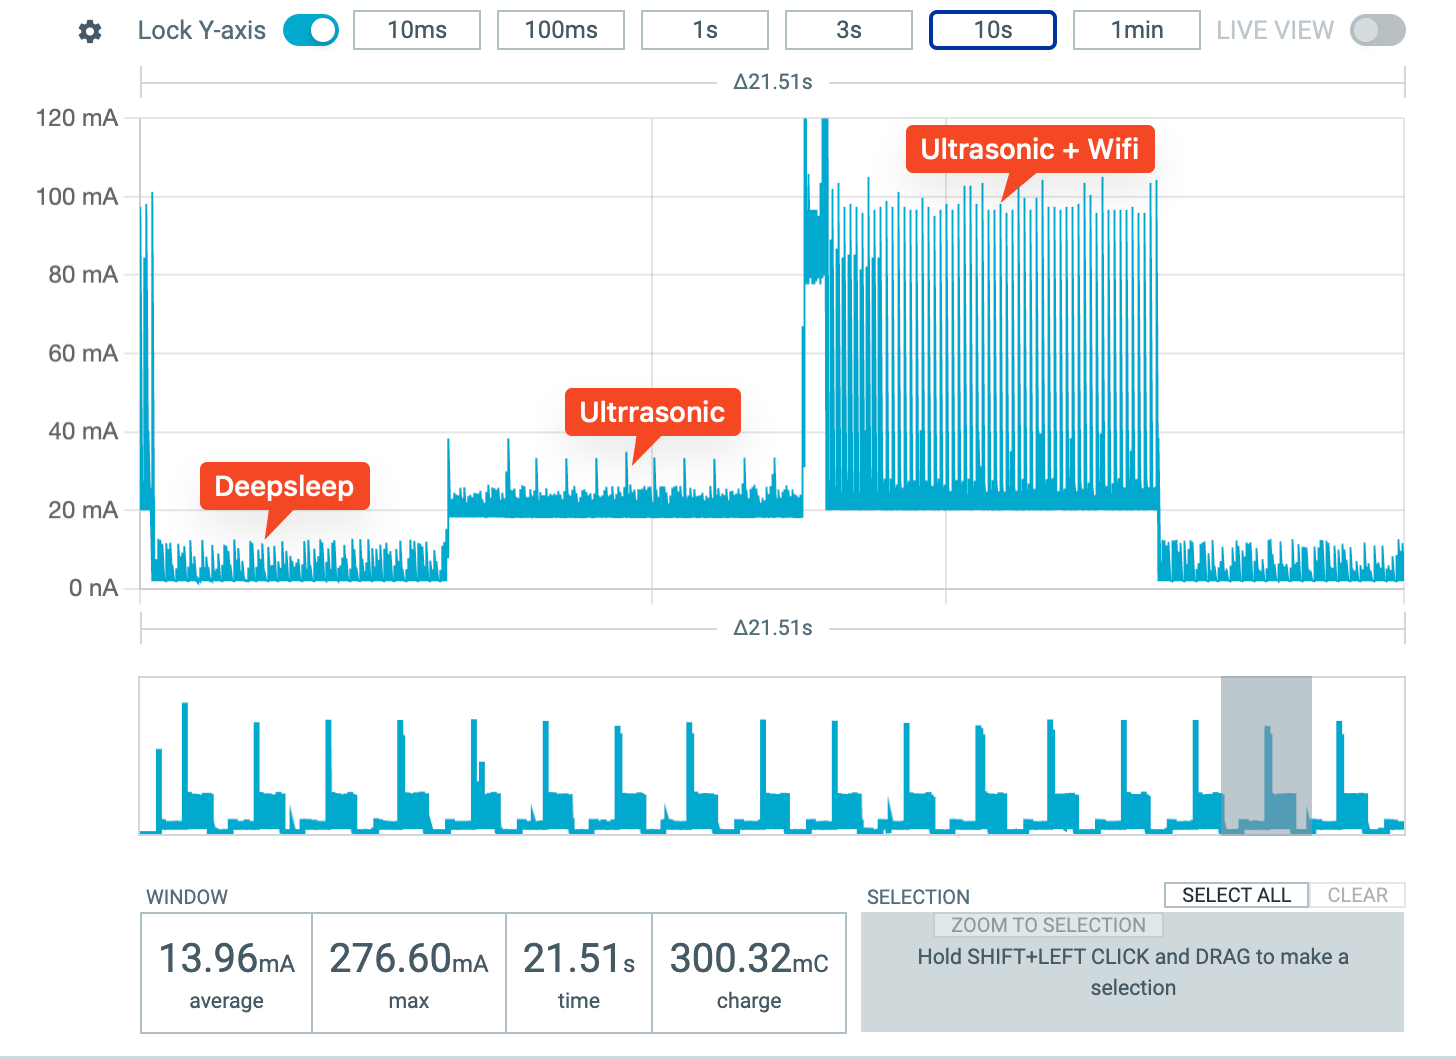 Lock Y-axis 10ms 100ms 1s 3s 10s 1min LIVE VIEW
Δ21.51s
120 mA
100 mA
80 mA
60 mA
40 mA
20 mA
0 nA
Ultrasonic + Wifi
Ultrrasonic
Deepsleep
Δ21.51s
WINDOW
13.96mA 276.60mA 21.51s 300.32mC
average max time charge
SELECTION SELECT ALL CLEAR
ZOOM TO SELECTION
Hold SHIFT+LEFT CLICK and DRAG to make a
selection